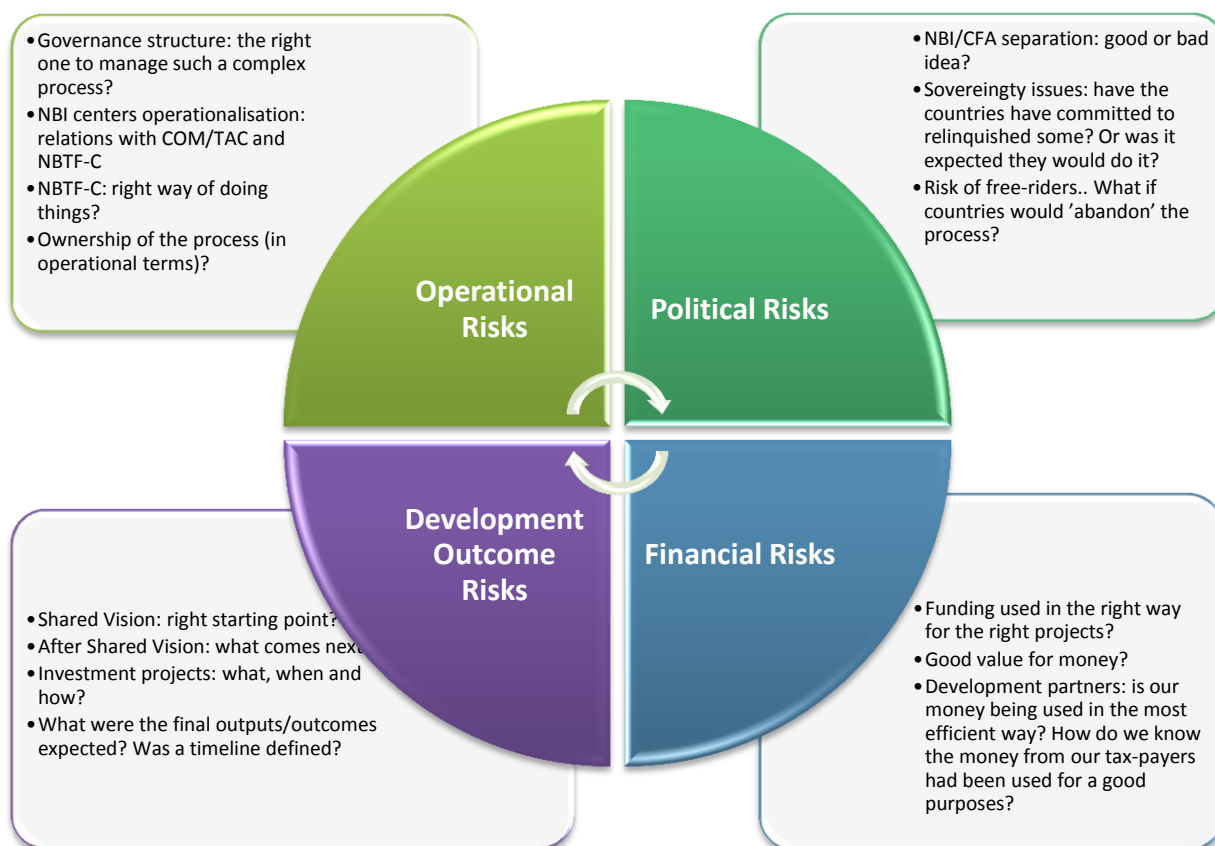 •Governance structure: the right
one to manage such a complex
process?
•NBI centers operationalisation:
relations with COM/TAC and
NBTF-C
•NBTF-C: right way of doing
things?
•Ownership of the process (in
operational terms)?
•NBI/CFA separation: good or bad
idea?
•Sovereingty issues: have the
countries have committed to
relinquished some? Or was it
expected they would do it?
•Risk of free-riders.. What if
countries would ’abandon’ the
process?
Operational
Risks
Political Risks
Development
Outcome
Risks
Financial Risks
•Shared Vision: right starting point?
•After Shared Vision: what comes next
•Investment projects: what, when and
how?
•What were the final outputs/outcomes
expected? Was a timeline defined?
•Funding used in the right way
for the right projects?
•Good value for money?
•Development partners: is our
money being used in the most
efficient way? How do we know
the money from our tax-payers
had been used for a good
purposes?